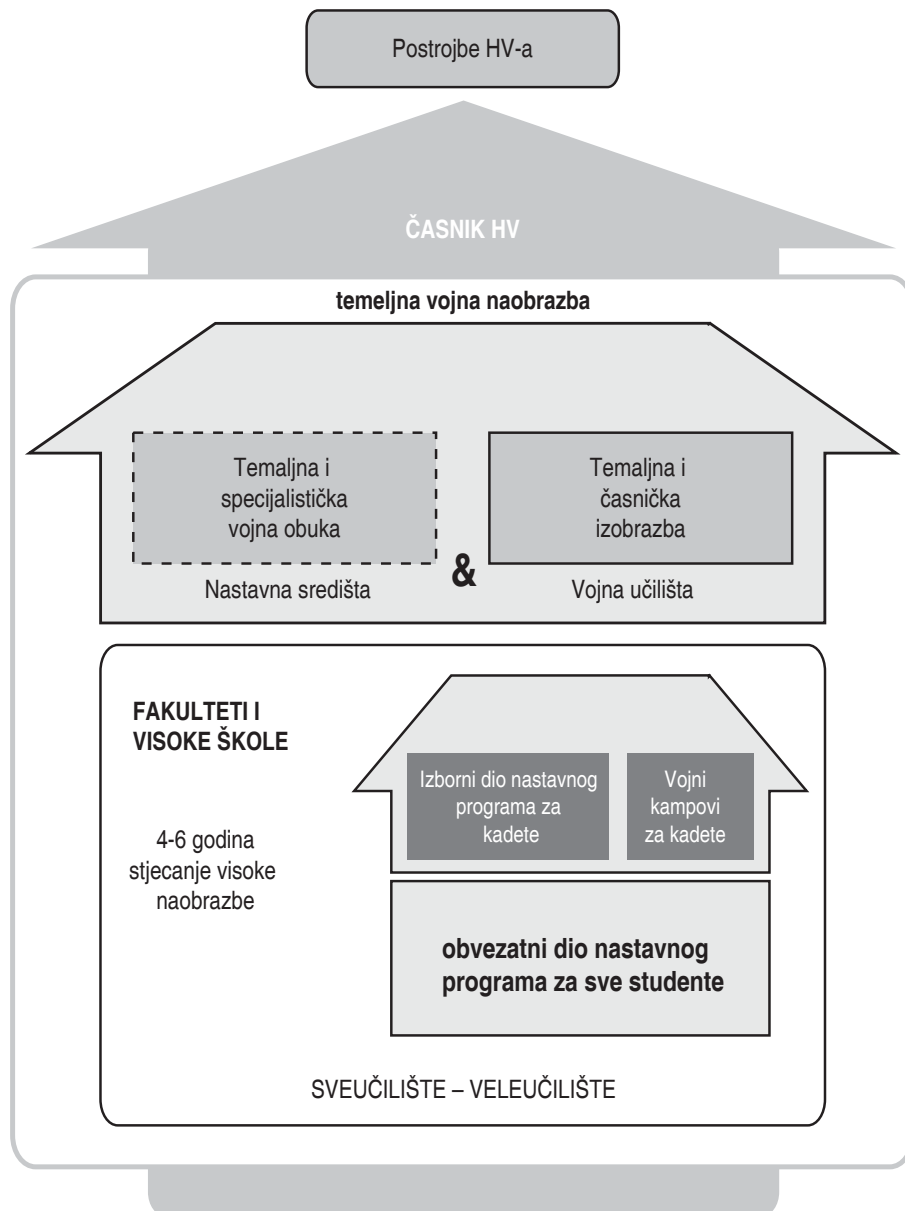 Postrojbe HV-a
ČASNIK HV
temeljna vojna naobrazba
Temaljna i
specijalistička
vojna obuka
Nastavna središta
&
Temaljna i
časnička
izobrazba
Vojna učilišta
FAKULTETI I
VISOKE ŠKOLE
4-6 godina
stjecanje visoke
naobrazbe
Izborni dio nastavnog
programa za
kadete
Vojni
kampovi
za kadete
obvezatni dio nastavnog
programa za sve studente
SVEUČILIŠTE – VELEUČILIŠTE